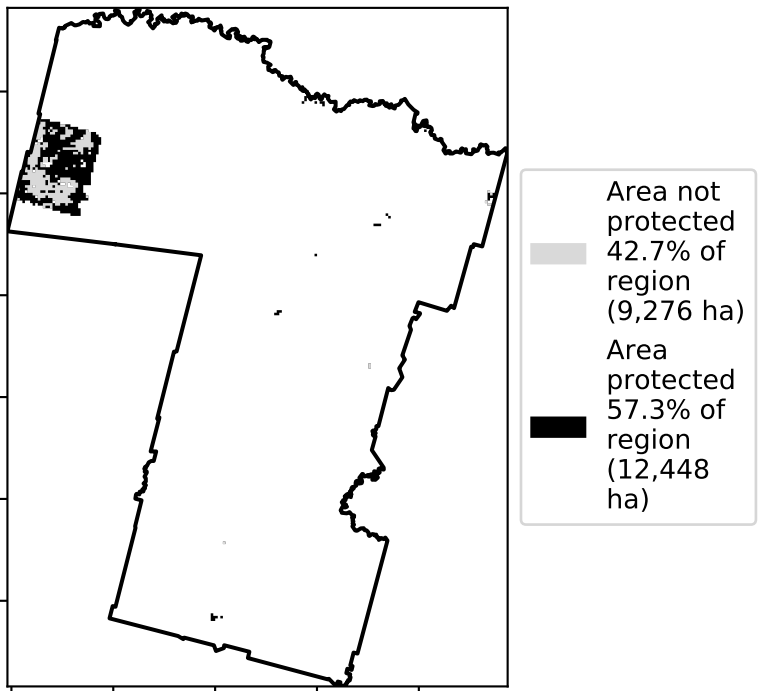 Area not
protected
42.7% of
region
(9,276 ha)
Area
protected
57.3% of
region
(12,448
ha)